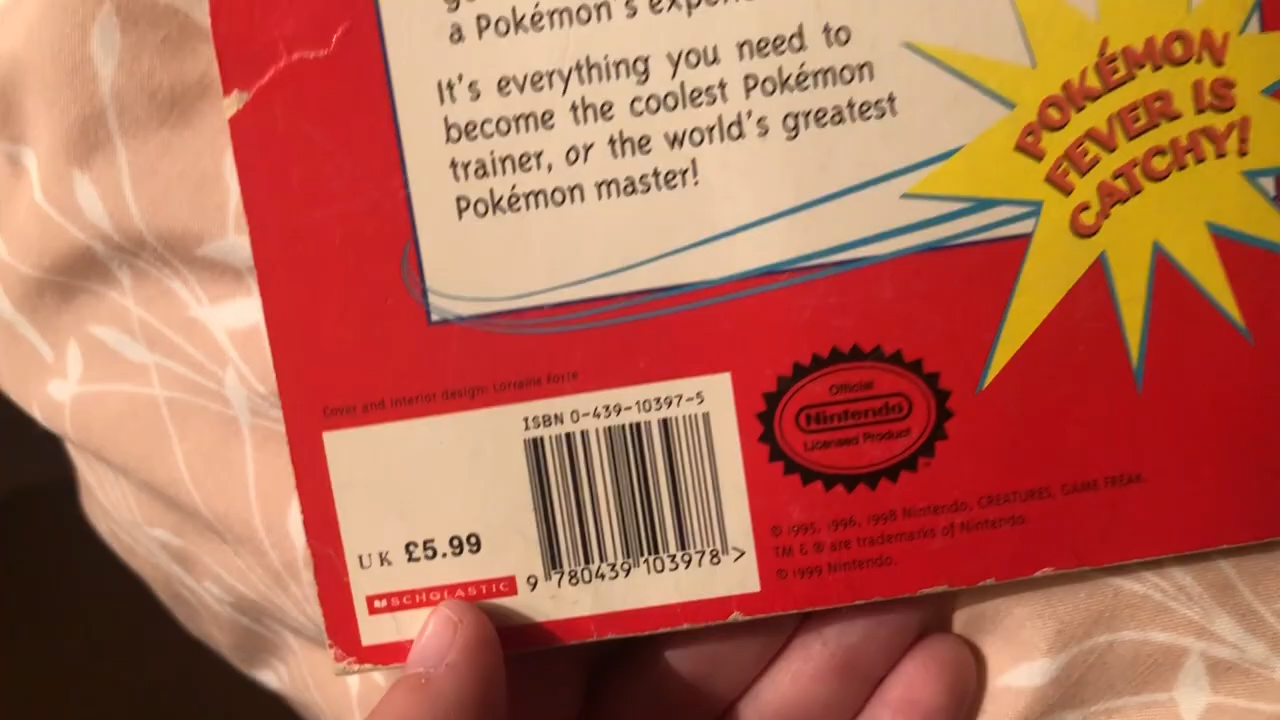 a Pokémon's
It's everything you need to
become the coolest Pokémon
trainer, or the world's greatest
Pokémon master!
POKÉMON
FEVER IS
CATCHY!
Cover and interior design: Lorraine Forte
ISBN 0-439-10397-5
UK £5.99
SCHOLASTIC
9 780439 103978 >
Official
Nintendo
Licensed Product
© 1995, 1996, 1998 Nintendo, CREATURES, GAME FREAK.
TM & ® are trademarks of Nintendo.
© 1999 Nintendo.